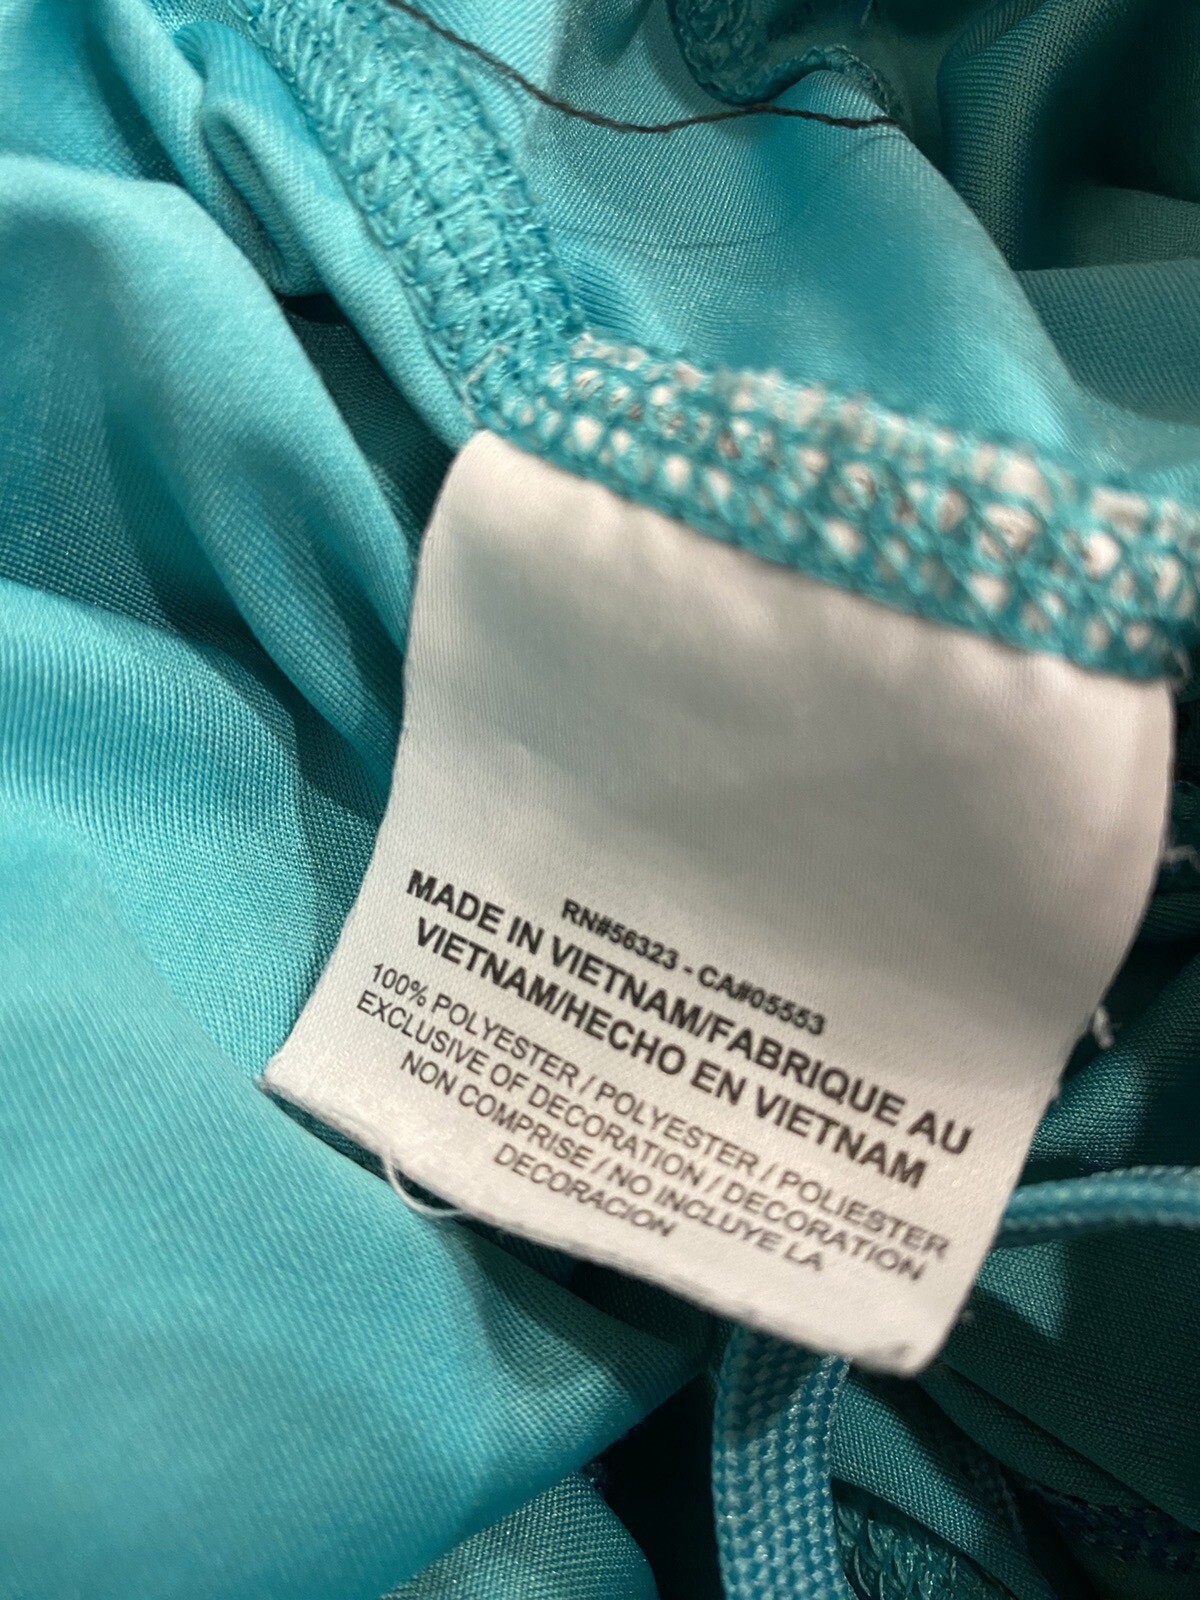 RN#56323 - CA#05553
MADE IN VIETNAM/FABRIQUE AU
VIETNAM/HECHO EN VIETNAM
100% POLYESTER / POLYESTER / POLIESTER
EXCLUSIVE OF DECORATION / DECORATION
NON COMPRISE / NO INCLUYE LA
DECORACION